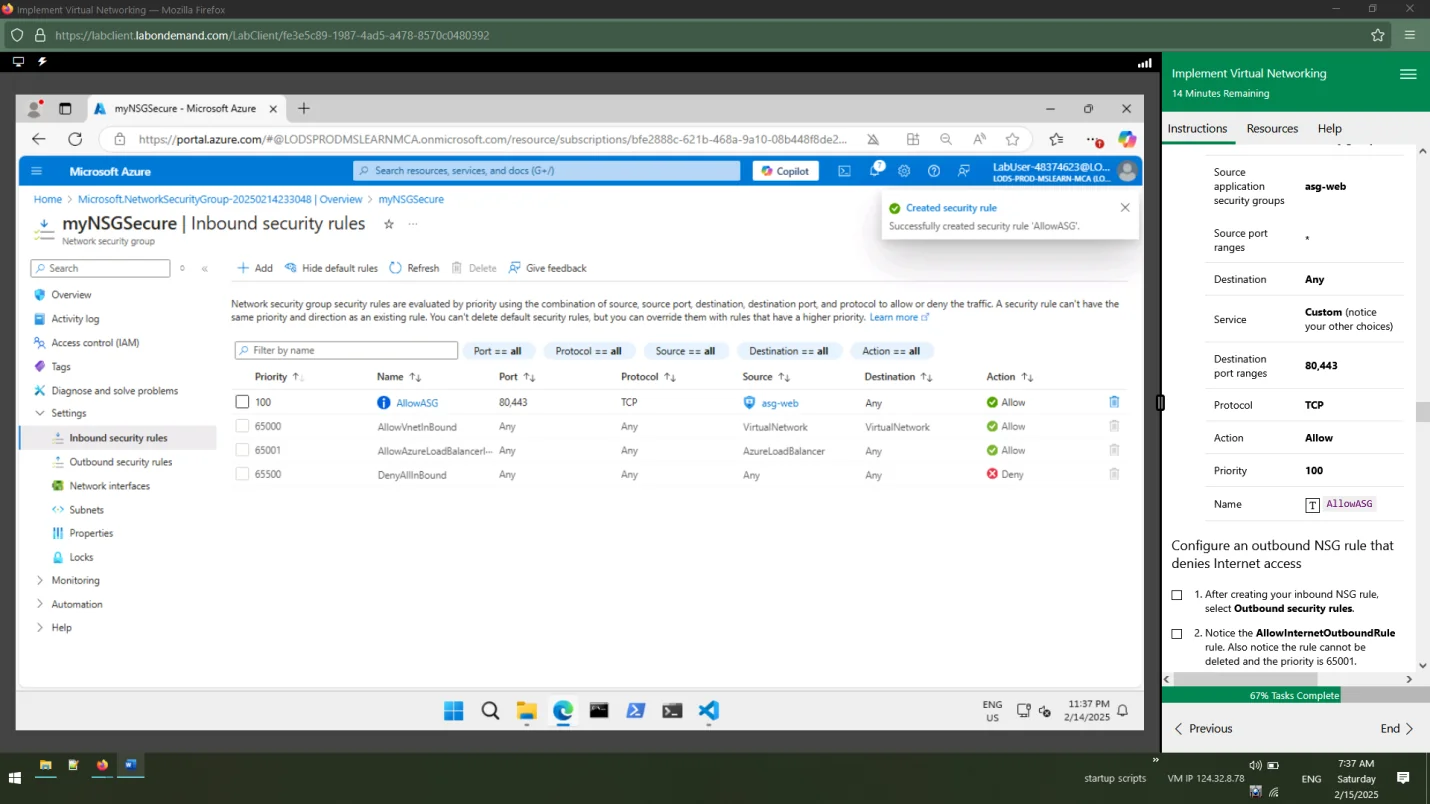 Implement Virtual Networking — Mozilla Firefox
https://labclient.labondemand.com/LabClient/fe3e5c89-1987-4ad5-a478-8570c0480392
myNSGSecure - Microsoft Azure
https://portal.azure.com/#@LODSPRODMSLEARNMCA.onmicrosoft.com/resource/subscriptions/bfe2888c-621b-468a-9a10-08b448f8de2...
Microsoft Azure
Search resources, services, and docs (G+/)
Copilot
7
LabUser-48374623@LO...
LODS-PROD-MSLEARN-MCA (LO...
Home > Microsoft.NetworkSecurityGroup-20250214233048 | Overview > myNSGSecure
myNSGSecure | Inbound security rules
Network security group
Created security rule
Successfully created security rule 'AllowASG'.
Search
Overview
Activity log
Access control (IAM)
Tags
Diagnose and solve problems
Settings
Inbound security rules
Outbound security rules
Network interfaces
Subnets
Properties
Locks
Monitoring
Automation
Help
Add Hide default rules Refresh Delete Give feedback
Network security group security rules are evaluated by priority using the combination of source, source port, destination, destination port, and protocol to allow or deny the traffic. A security rule can't have the
same priority and direction as an existing rule. You can't delete default security rules, but you can override them with rules that have a higher priority. Learn more
Filter by name Port == all Protocol == all Source == all Destination == all Action == all
Priority Name Port Protocol Source Destination Action
100 AllowASG 80,443 TCP asg-web Any Allow
65000 AllowVnetInBound Any Any VirtualNetwork VirtualNetwork Allow
65001 AllowAzureLoadBalancerI... Any Any AzureLoadBalancer Any Allow
65500 DenyAllInBound Any Any Any Any Deny
ENG
US
11:37 PM
2/14/2025
Implement Virtual Networking
14 Minutes Remaining
Instructions Resources Help
Source
application
security groups
asg-web
Source port
ranges
*
Destination Any
Service Custom (notice
your other choices)
Destination
port ranges
80,443
Protocol TCP
Action Allow
Priority 100
Name T AllowASG
Configure an outbound NSG rule that
denies Internet access
1. After creating your inbound NSG rule,
select Outbound security rules.
2. Notice the AllowInternetOutboundRule
rule. Also notice the rule cannot be
deleted and the priority is 65001.
67% Tasks Complete
Previous End
startup scripts
VM IP 124.32.8.78
ENG
7:37 AM
Saturday
2/15/2025